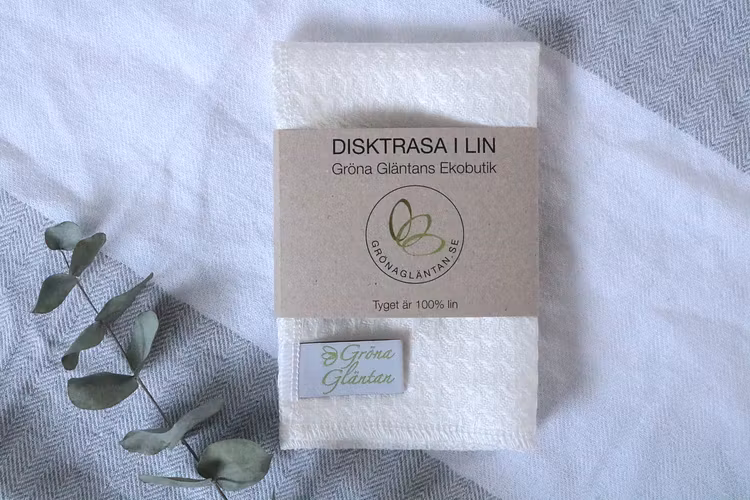 DISKTRASA I LIN
Gröna Gläntans Ekobutik
GRÖNAGLÄNTAN.SE
Tyget är 100% lin
Gröna
Gläntan